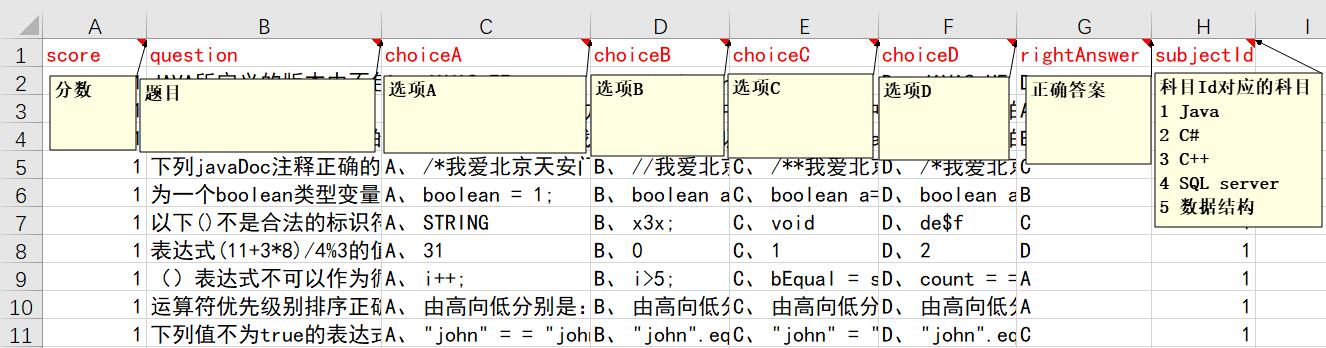 A B C D E F G H I
1 score question choiceA choiceB choiceC choiceD rightAnswer subjectId
2 分数 题目 选项A 选项B 选项C 选项D 正确答案 科目Id对应的科目
3 1 Java
4 2 C#
3 C++
5 1 下列javaDoc注释正确的 A、 /*我爱北京天安门 B、 //我爱北京 C、 /**我爱北京 D、 /*我爱北京 C 4 SQL server
6 1 为一个boolean类型变量 A、 boolean = 1; B、 boolean a C、 boolean a= D、 boolean a B 5 数据结构
7 1 以下()不是合法的标识符 A、 STRING B、 x3x; C、 void D、 de$f C
8 1 表达式(11+3*8)/4%3的值 A、 31 B、 0 C、 1 D、 2 D 1
9 1 （）表达式不可以作为循 A、 i++; B、 i>5; C、 bEqual = s D、 count = = A 1
10 1 运算符优先级别排序正确 A、 由高向低分别是: B、 由高向低分 C、 由高向低分 D、 由高向低分 A 1
11 1 下列值不为true的表达式 A、 "john" = = "john B、 "john".eq C、 "john" = " D、 "john".eq C 1